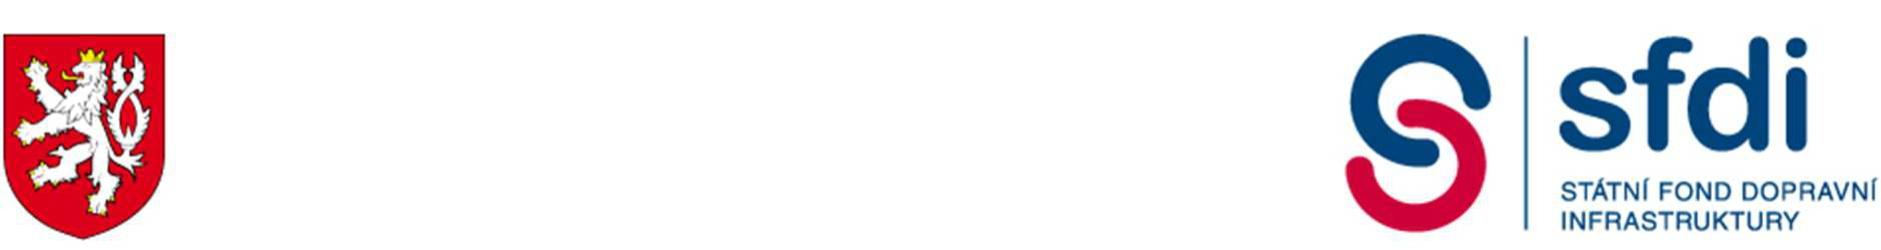 sfdi
STÁTNÍ FOND DOPRAVNÍ
INFRASTRUKTURY